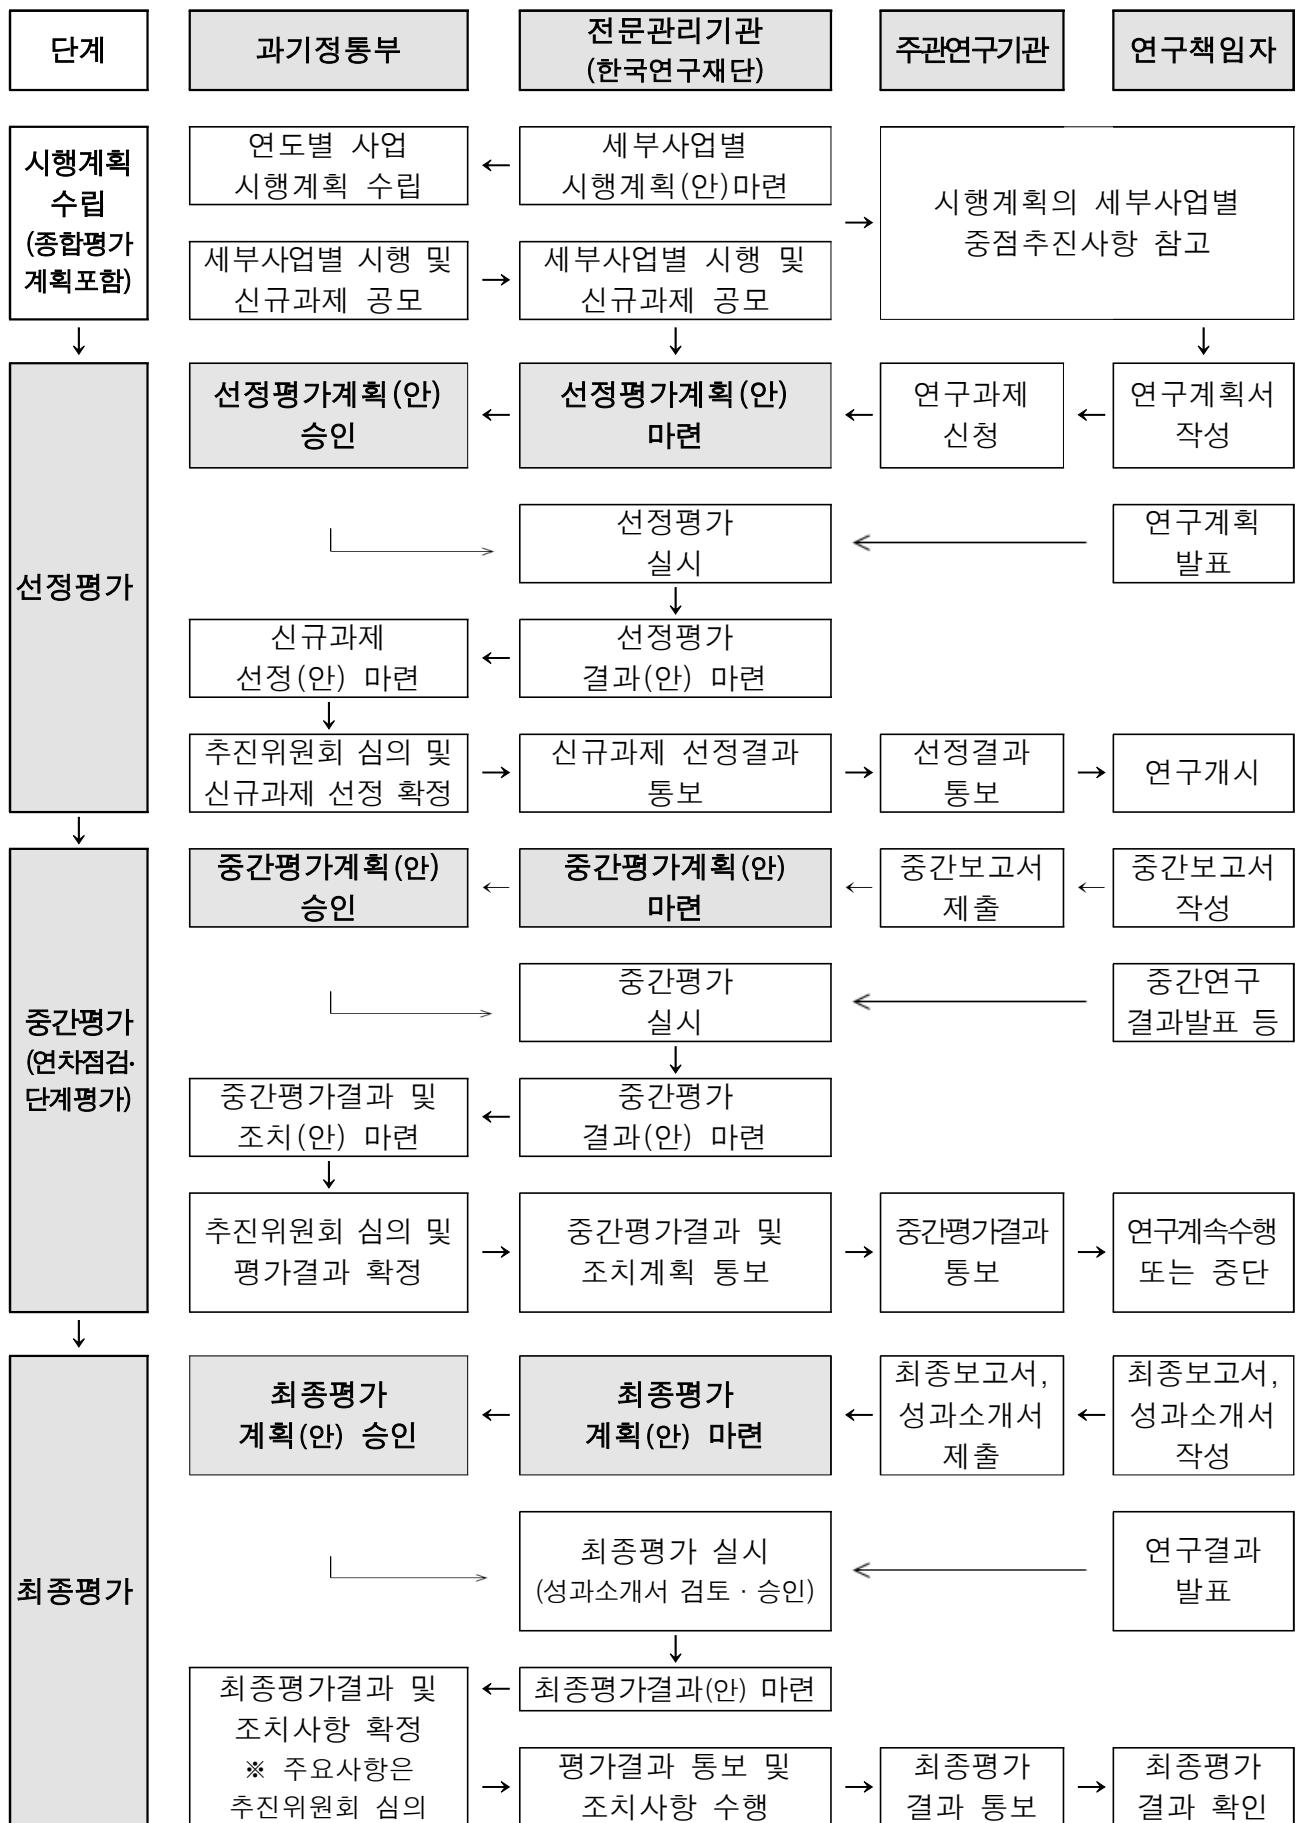 단계
과기정통부
전문관리기관
(한국연구재단)
주관연구기관
연구책임자
시행계획
수립
(종합평가
계획포함)
연도별 사업
시행계획 수립
←
세부사업별
시행계획(안)마련
→
시행계획의 세부사업별
중점추진사항 참고
세부사업별 시행 및
신규과제 공모
→
세부사업별 시행 및
신규과제 공모
↓
↓
↓
선정평가
선정평가계획(안)
승인
←
선정평가계획(안)
마련
←
연구과제
신청
←
연구계획서
작성
선정평가
실시
연구계획
발표
↓
신규과제
선정(안) 마련
←
선정평가
결과(안) 마련
↓
추진위원회 심의 및
신규과제 선정 확정
→
신규과제 선정결과
통보
→
선정결과
통보
→
연구개시
↓
중간평가
(연차점검·
단계평가)
중간평가계획(안)
승인
←
중간평가계획(안)
마련
←
중간보고서
제출
←
중간보고서
작성
중간평가
실시
중간연구
결과발표 등
↓
중간평가결과 및
조치(안) 마련
←
중간평가
결과(안) 마련
↓
추진위원회 심의 및
평가결과 확정
→
중간평가결과 및
조치계획 통보
→
중간평가결과
통보
→
연구계속수행
또는 중단
↓
최종평가
최종평가
계획(안) 승인
←
최종평가
계획(안) 마련
←
최종보고서,
성과소개서
제출
←
최종보고서,
성과소개서
작성
최종평가 실시
(성과소개서 검토 · 승인)
연구결과
발표
↓
최종평가결과 및
조치사항 확정
※ 주요사항은
추진위원회 심의
←
최종평가결과(안) 마련
→
평가결과 통보 및
조치사항 수행
→
최종평가
결과 통보
→
최종평가
결과 확인